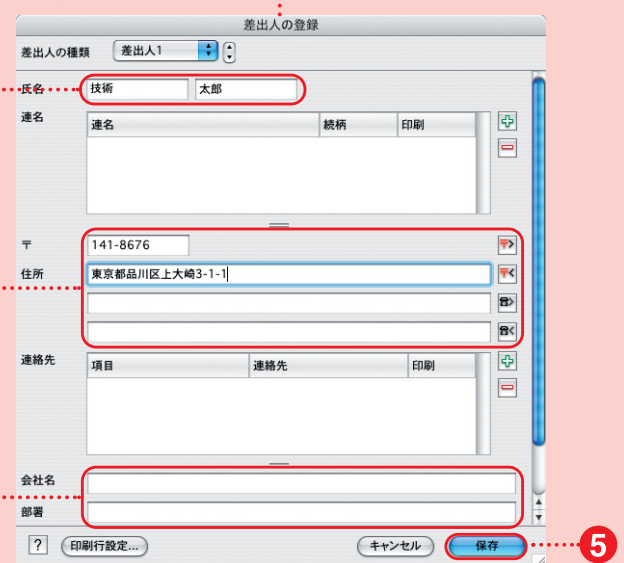 差出人の登録
差出人の種類 差出人1
氏名 技術 太郎
連名 連名 続柄 印刷
〒 141-8676
住所 東京都品川区上大崎3-1-1
連絡先 項目 連絡先 印刷
会社名
部署
? 印刷行設定... キャンセル 保存 5